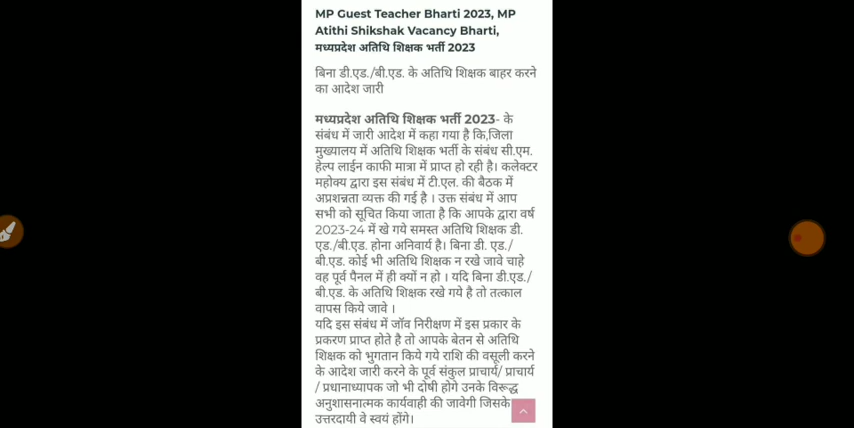 MP Guest Teacher Bharti 2023, MP
Atithi Shikshak Vacancy Bharti,
मध्यप्रदेश अतिथि शिक्षक भर्ती 2023
बिना डी.एड./बी.एड. के अतिथि शिक्षक बाहर करने
का आदेश जारी
मध्यप्रदेश अतिथि शिक्षक भर्ती 2023- के
संबंध में जारी आदेश में कहा गया है कि,जिला
मुख्यालय में अतिथि शिक्षक भर्ती के संबंध सी.एम.
हेल्प लाईन काफी मात्रा में प्राप्त हो रही है। कलेक्टर
महोक्य द्वारा इस संबंध में टी.एल. की बैठक में
अप्रशन्नता व्यक्त की गई है । उक्त संबंध में आप
सभी को सूचित किया जाता है कि आपके द्वारा वर्ष
2023-24 में खे गये समस्त अतिथि शिक्षक डी.
एड./बी.एड. होना अनिवार्य है। बिना डी. एड./
बी.एड. कोई भी अतिथि शिक्षक न रखे जावे चाहे
वह पूर्व पैनल में ही क्यों न हो । यदि बिना डी.एड./
बी.एड. के अतिथि शिक्षक रखे गये है तो तत्काल
वापस किये जावे ।
यदि इस संबंध में जॉव निरीक्षण में इस प्रकार के
प्रकरण प्राप्त होते है तो आपके बेतन से अतिथि
शिक्षक को भुगतान किये गये राशि की वसूली करने
के आदेश जारी करने के पूर्व संकुल प्राचार्य/ प्राचार्य
/ प्रधानाध्यापक जो भी दोषी होगे उनके विरूद्ध
अनुशासनात्मक कार्यवाही की जावेगी जिसके
उत्तरदायी वे स्वयं होंगे।